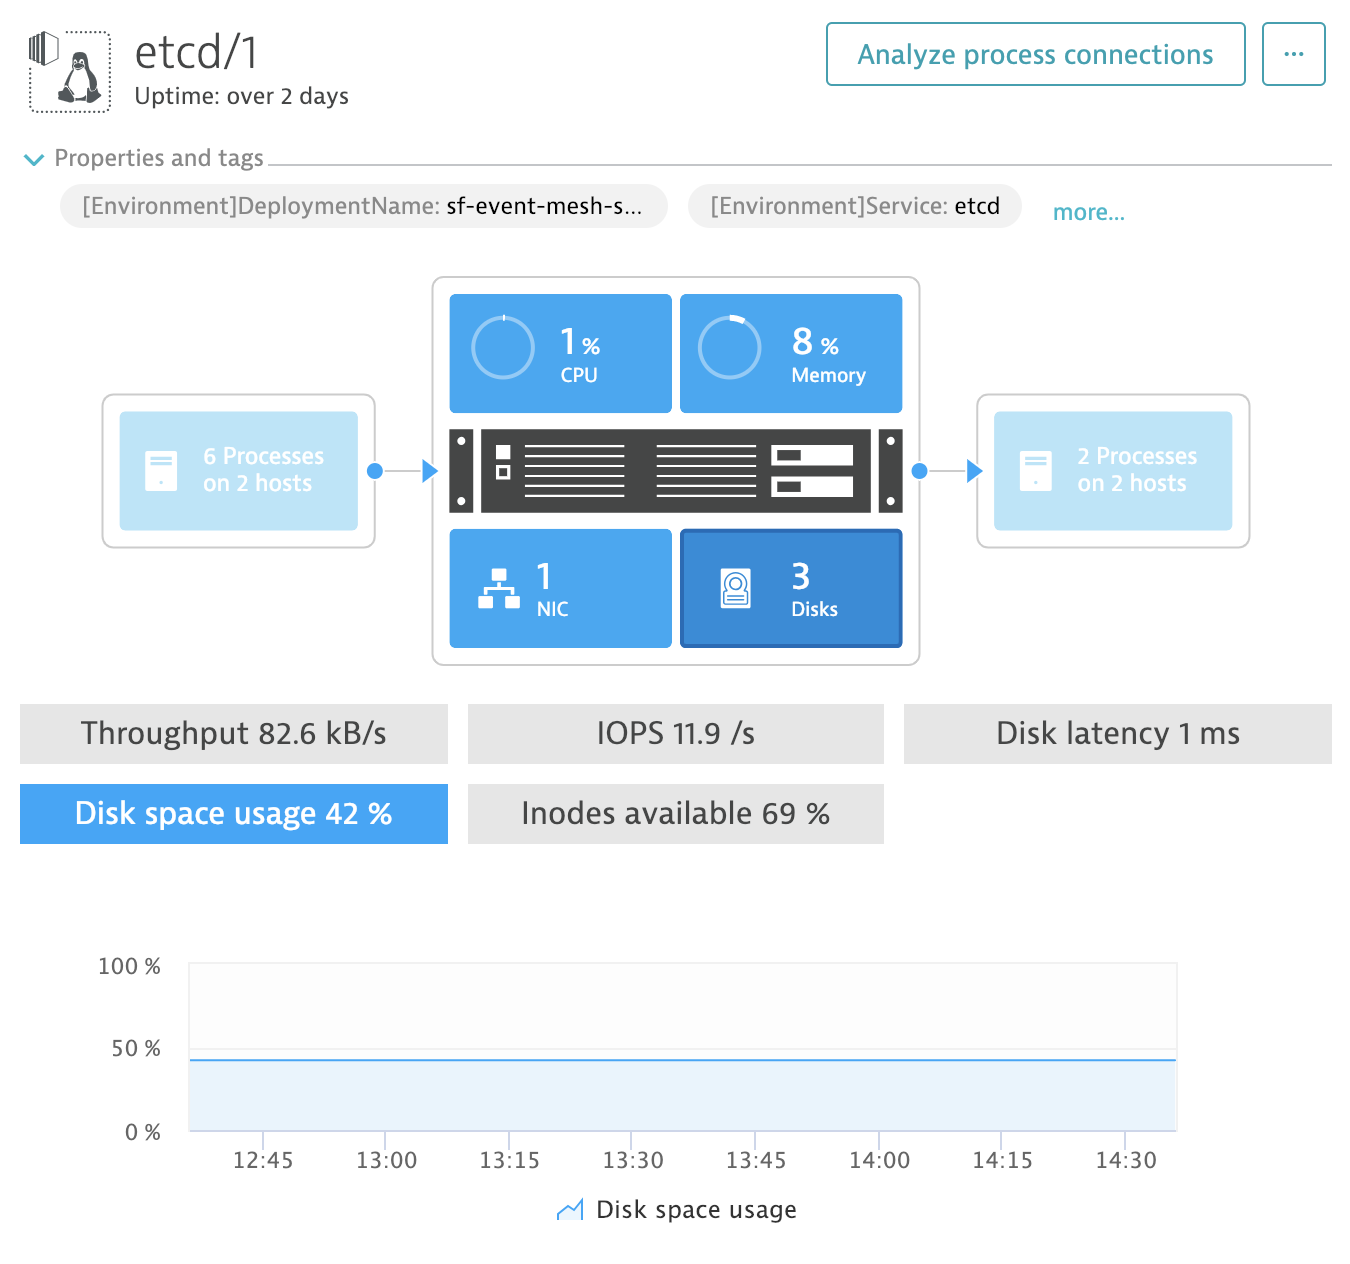 etcd/1
Uptime: over 2 days
Analyze process connections
...
Properties and tags
[Environment]DeploymentName: sf-event-mesh-s...
[Environment]Service: etcd
more...
1 %
CPU
8 %
Memory
6 Processes
on 2 hosts
2 Processes
on 2 hosts
1
NIC
3
Disks
Throughput 82.6 kB/s
IOPS 11.9 /s
Disk latency 1 ms
Disk space usage 42 %
Inodes available 69 %
100 %
50 %
0 %
12:45
13:00
13:15
13:30
13:45
14:00
14:15
14:30
Disk space usage